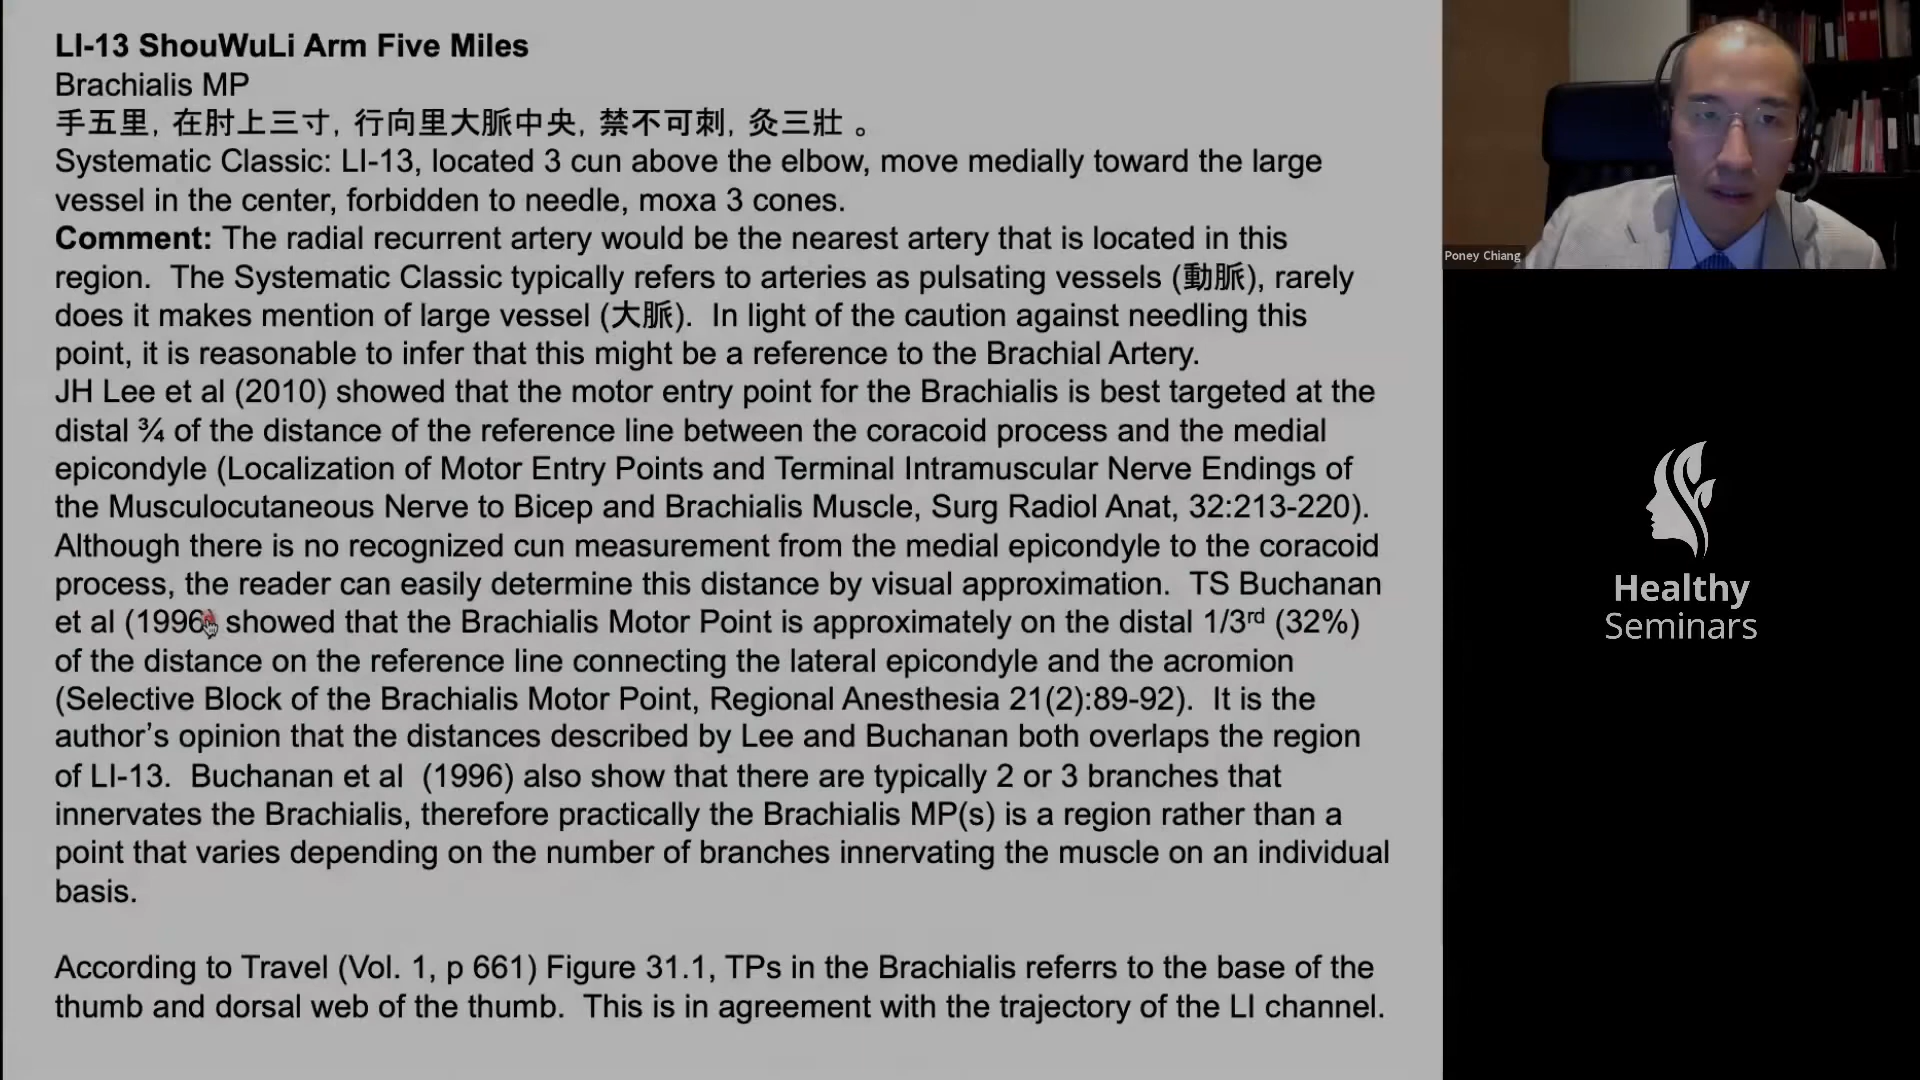 LI-13 ShouWuLi Arm Five Miles
Brachialis MP
手五里, 在肘上三寸, 行向里大脈中央, 禁不可刺, 灸三壯 。
Systematic Classic: LI-13, located 3 cun above the elbow, move medially toward the large
vessel in the center, forbidden to needle, moxa 3 cones.
Comment: The radial recurrent artery would be the nearest artery that is located in this
region.  The Systematic Classic typically refers to arteries as pulsating vessels (動脈), rarely
does it makes mention of large vessel (大脈).  In light of the caution against needling this
point, it is reasonable to infer that this might be a reference to the Brachial Artery.
JH Lee et al (2010) showed that the motor entry point for the Brachialis is best targeted at the
distal ¾ of the distance of the reference line between the coracoid process and the medial
epicondyle (Localization of Motor Entry Points and Terminal Intramuscular Nerve Endings of
the Musculocutaneous Nerve to Bicep and Brachialis Muscle, Surg Radiol Anat, 32:213-220).
Although there is no recognized cun measurement from the medial epicondyle to the coracoid
process, the reader can easily determine this distance by visual approximation.  TS Buchanan
et al (1996) showed that the Brachialis Motor Point is approximately on the distal 1/3rd (32%)
of the distance on the reference line connecting the lateral epicondyle and the acromion
(Selective Block of the Brachialis Motor Point, Regional Anesthesia 21(2):89-92).  It is the
author’s opinion that the distances described by Lee and Buchanan both overlaps the region
of LI-13.  Buchanan et al  (1996) also show that there are typically 2 or 3 branches that
innervates the Brachialis, therefore practically the Brachialis MP(s) is a region rather than a
point that varies depending on the number of branches innervating the muscle on an individual
basis.
According to Travel (Vol. 1, p 661) Figure 31.1, TPs in the Brachialis referrs to the base of the
thumb and dorsal web of the thumb.  This is in agreement with the trajectory of the LI channel.
Poney Chiang
Healthy
Seminars